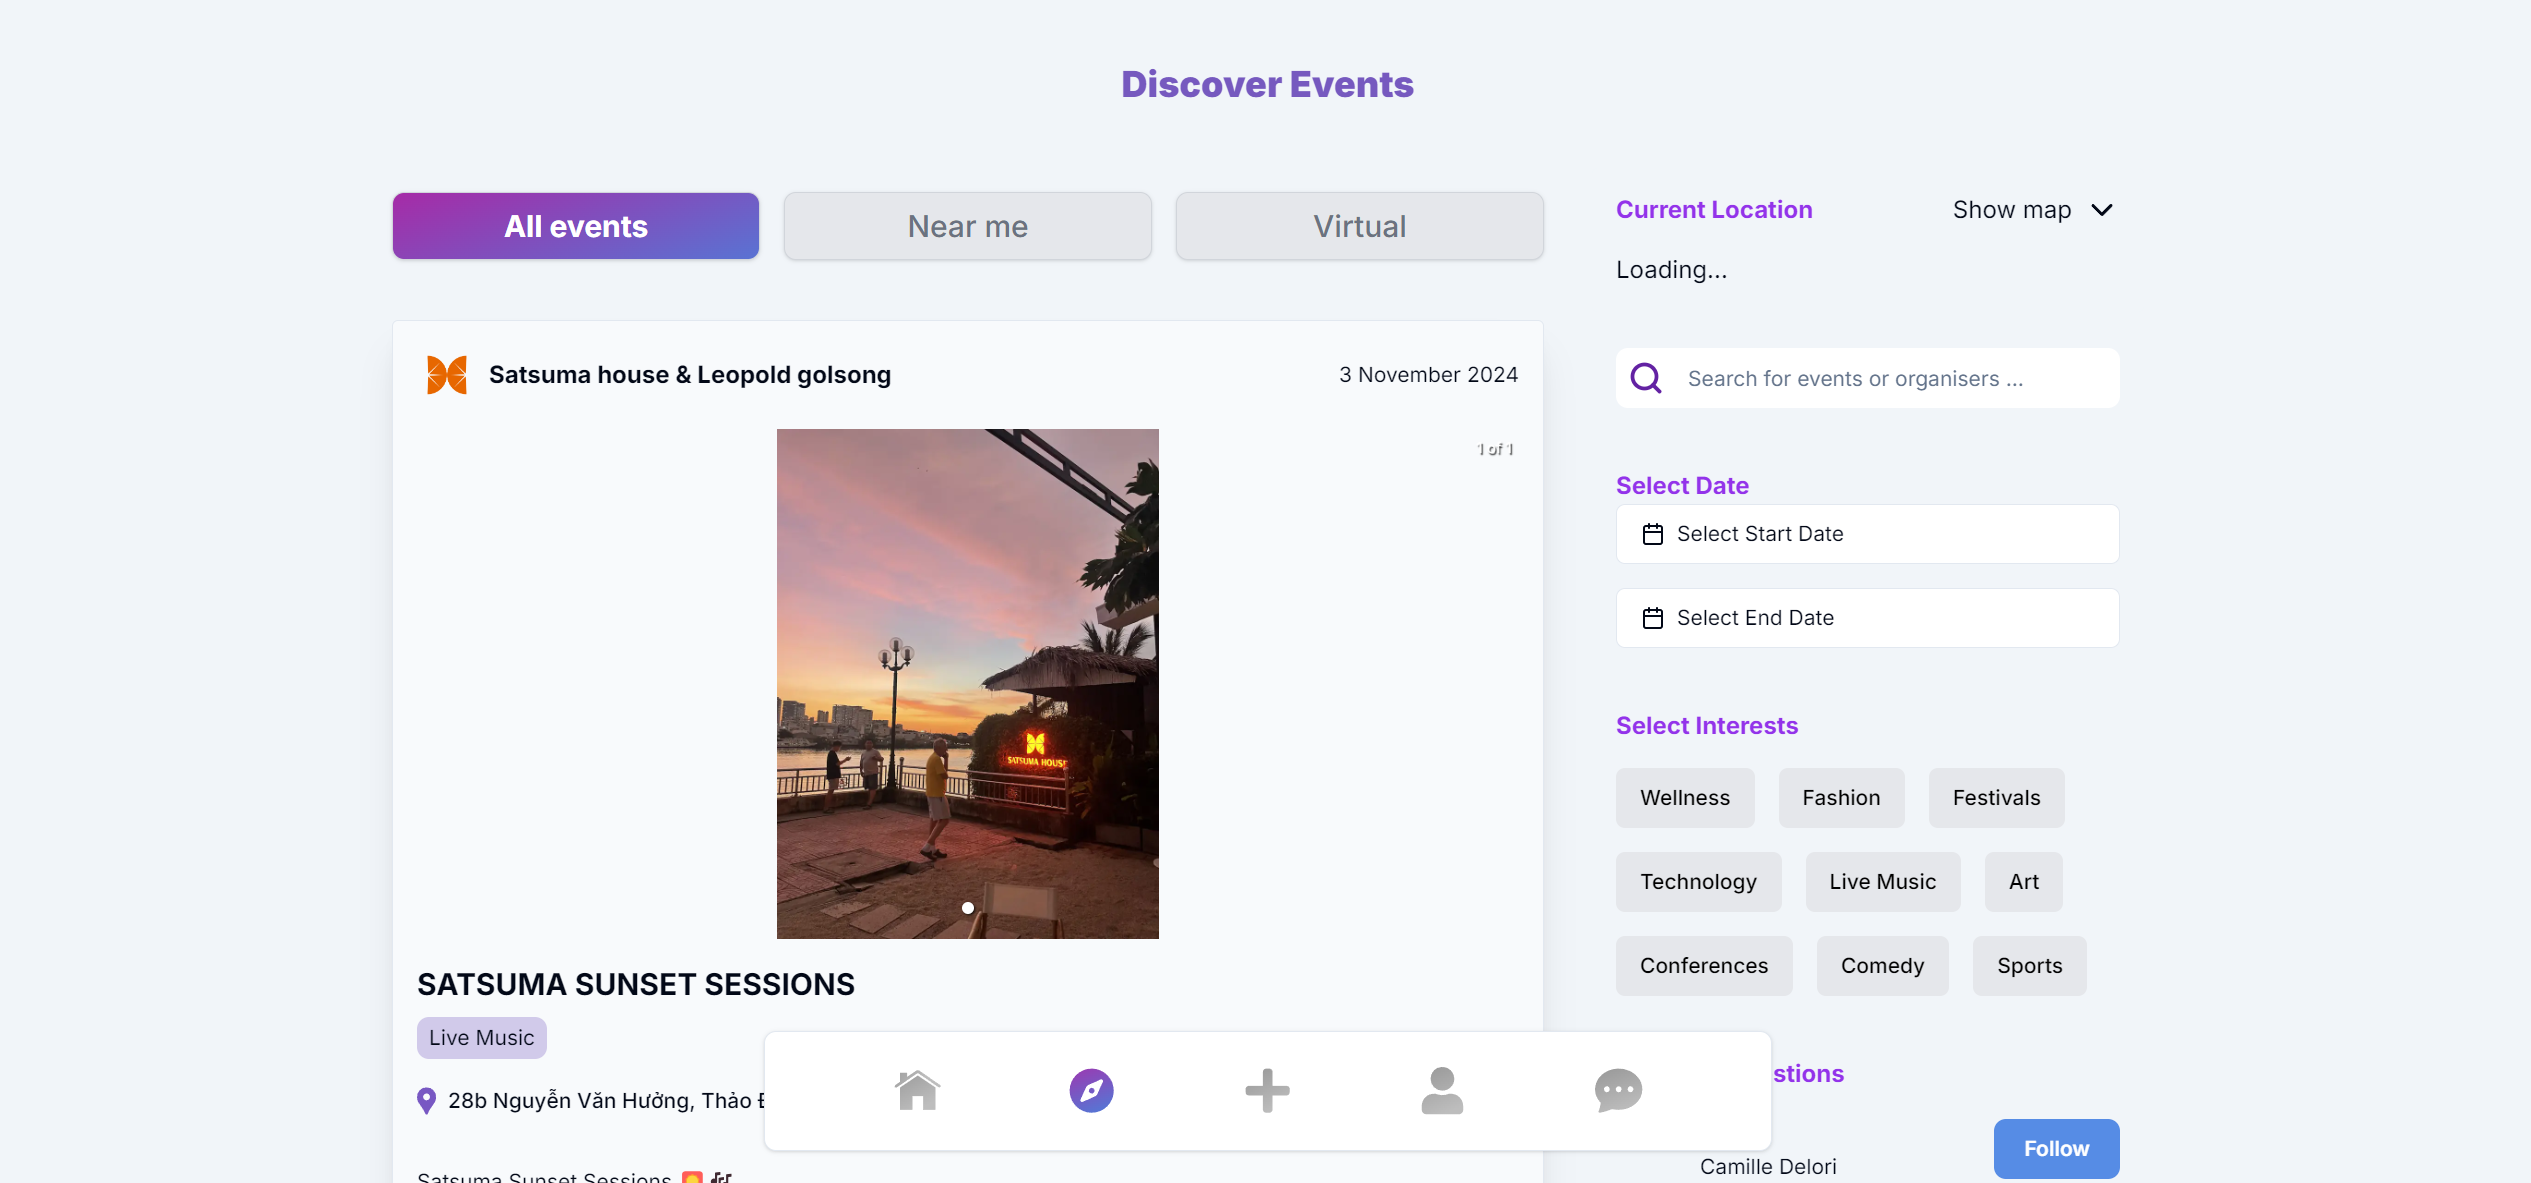 Discover Events
All events
Near me
Virtual
Satsuma house & Leopold golsong
3 November 2024
1 of 1
SATSUMA HOUSE
SATSUMA SUNSET SESSIONS
Live Music
28b Nguyễn Văn Hưởng, Thảo
Satsuma Sunset Sessions
Current Location
Show map
Loading...
Search for events or organisers ...
Select Date
Select Start Date
Select End Date
Select Interests
Wellness
Fashion
Festivals
Technology
Live Music
Art
Conferences
Comedy
Sports
stions
Camille Delori
Follow